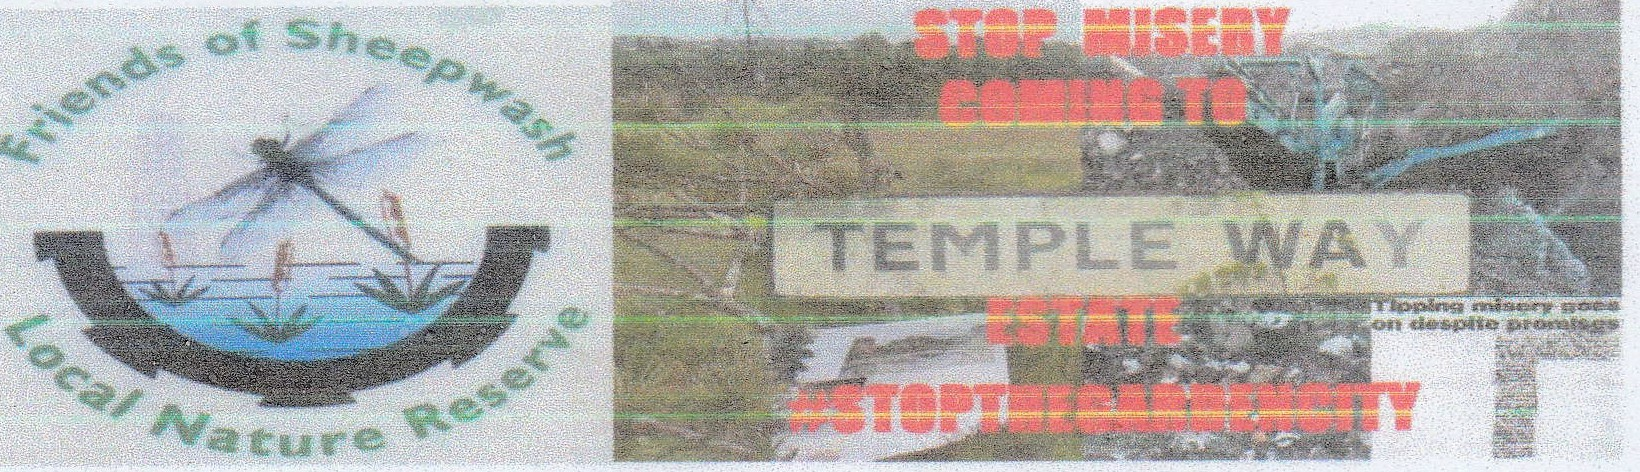 Friends of Sheepwash
Local Nature Reserve
STOP MISERY
COMING TO
TEMPLE WAY
ESTATE
Tipping misery goes
on despite promises
#STOPTHEGARDENCITY